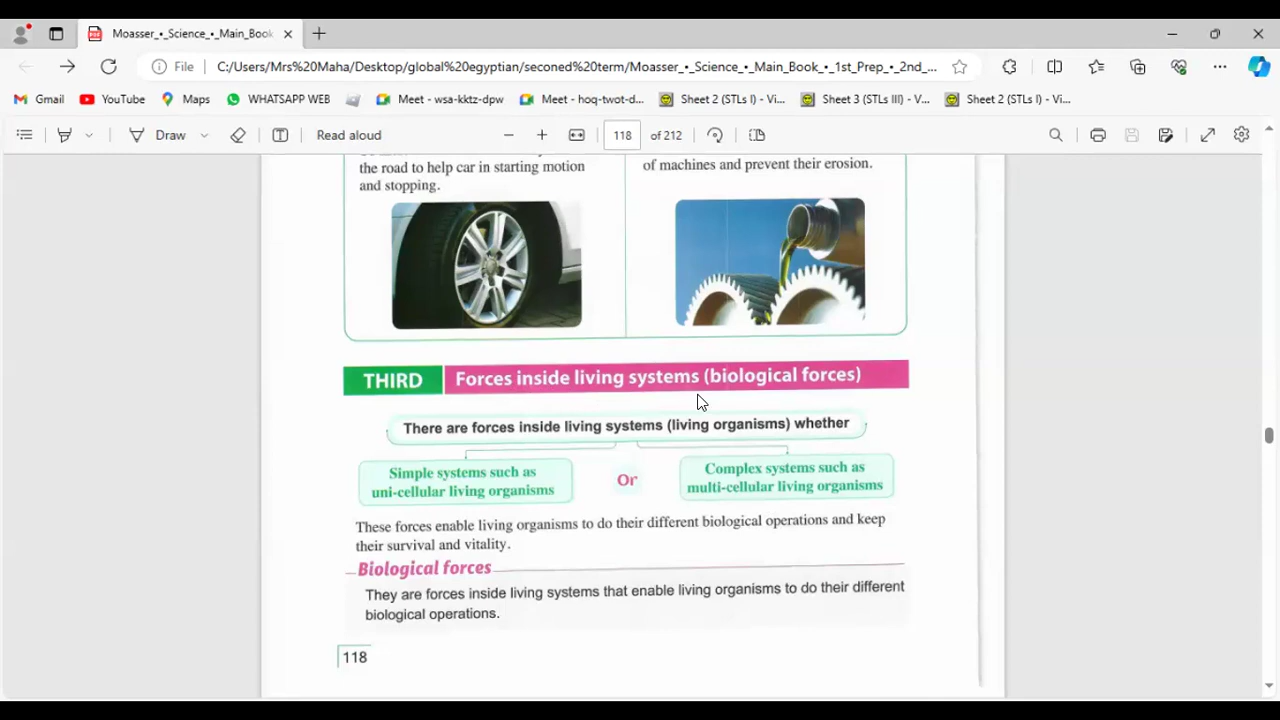 Moasser_•_Science_•_Main_Book
File
C:/Users/Mrs%20Maha/Desktop/global%20egyptian/seconed%20term/Moasser_•_Science_•_Main_Book_•_1st_Prep_•_2nd_...
Gmail
YouTube
Maps
WHATSAPP WEB
Meet - wsa-kktz-dpw
Meet - hoq-twot-d...
Sheet 2 (STLs I) - Vi...
Sheet 3 (STLs III) - V...
Sheet 2 (STLs I) - Vi...
Draw
Read aloud
118
of 212
the road to help car in starting motion
and stopping.
of machines and prevent their erosion.
THIRD
Forces inside living systems (biological forces)
There are forces inside living systems (living organisms) whether
Simple systems such as
uni-cellular living organisms
Or
Complex systems such as
multi-cellular living organisms
These forces enable living organisms to do their different biological operations and keep
their survival and vitality.
Biological forces
They are forces inside living systems that enable living organisms to do their different
biological operations.
118